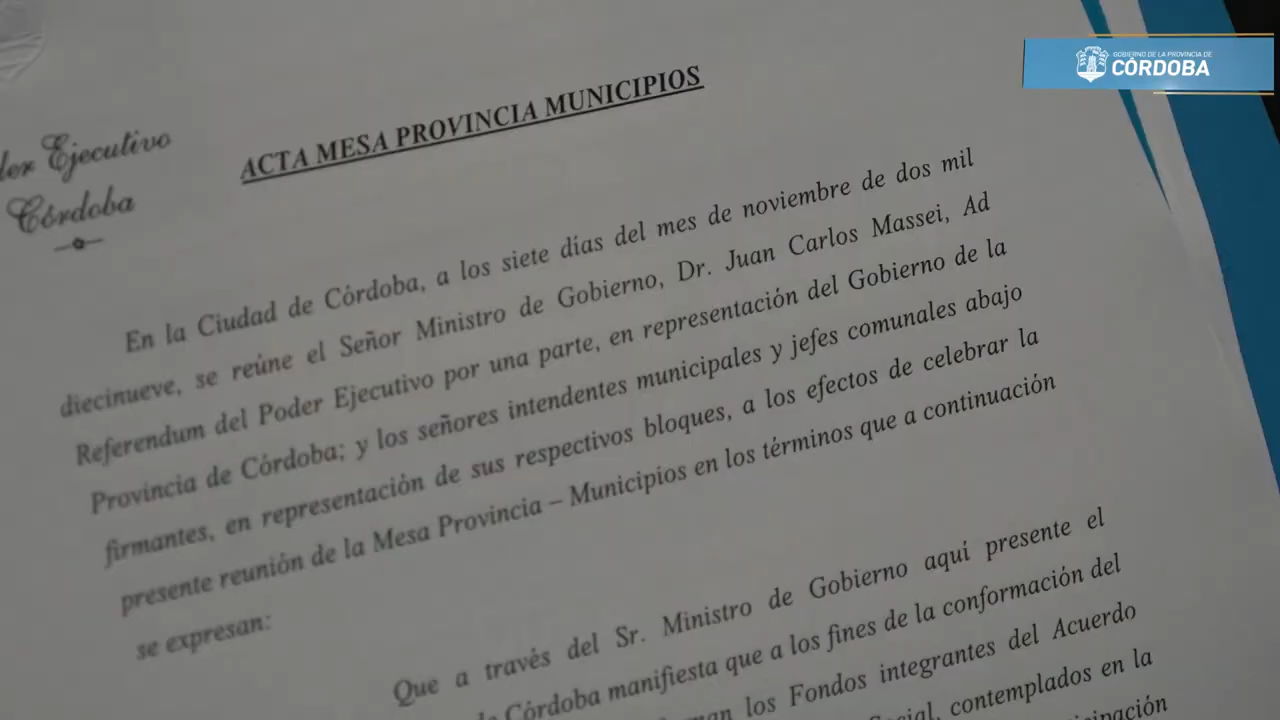 GOBIERNO DE LA PROVINCIA DE
CÓRDOBA
Ejecutivo
Córdoba
ACTA MESA PROVINCIA MUNICIPIOS
En la Ciudad de Córdoba, a los siete días del mes de noviembre de dos mil
diecinueve, se reúne el Señor Ministro de Gobierno, Dr. Juan Carlos Massei, Ad
Referendum del Poder Ejecutivo por una parte, en representación del Gobierno de la
Provincia de Córdoba; y los señores intendentes municipales y jefes comunales abajo
firmantes, en representación de sus respectivos bloques, a los efectos de celebrar la
presente reunión de la Mesa Provincia – Municipios en los términos que a continuación
se expresan:
Que a través del Sr. Ministro de Gobierno aquí presente el
Córdoba manifiesta que a los fines de la conformación del
los Fondos integrantes del Acuerdo
contemplados en la